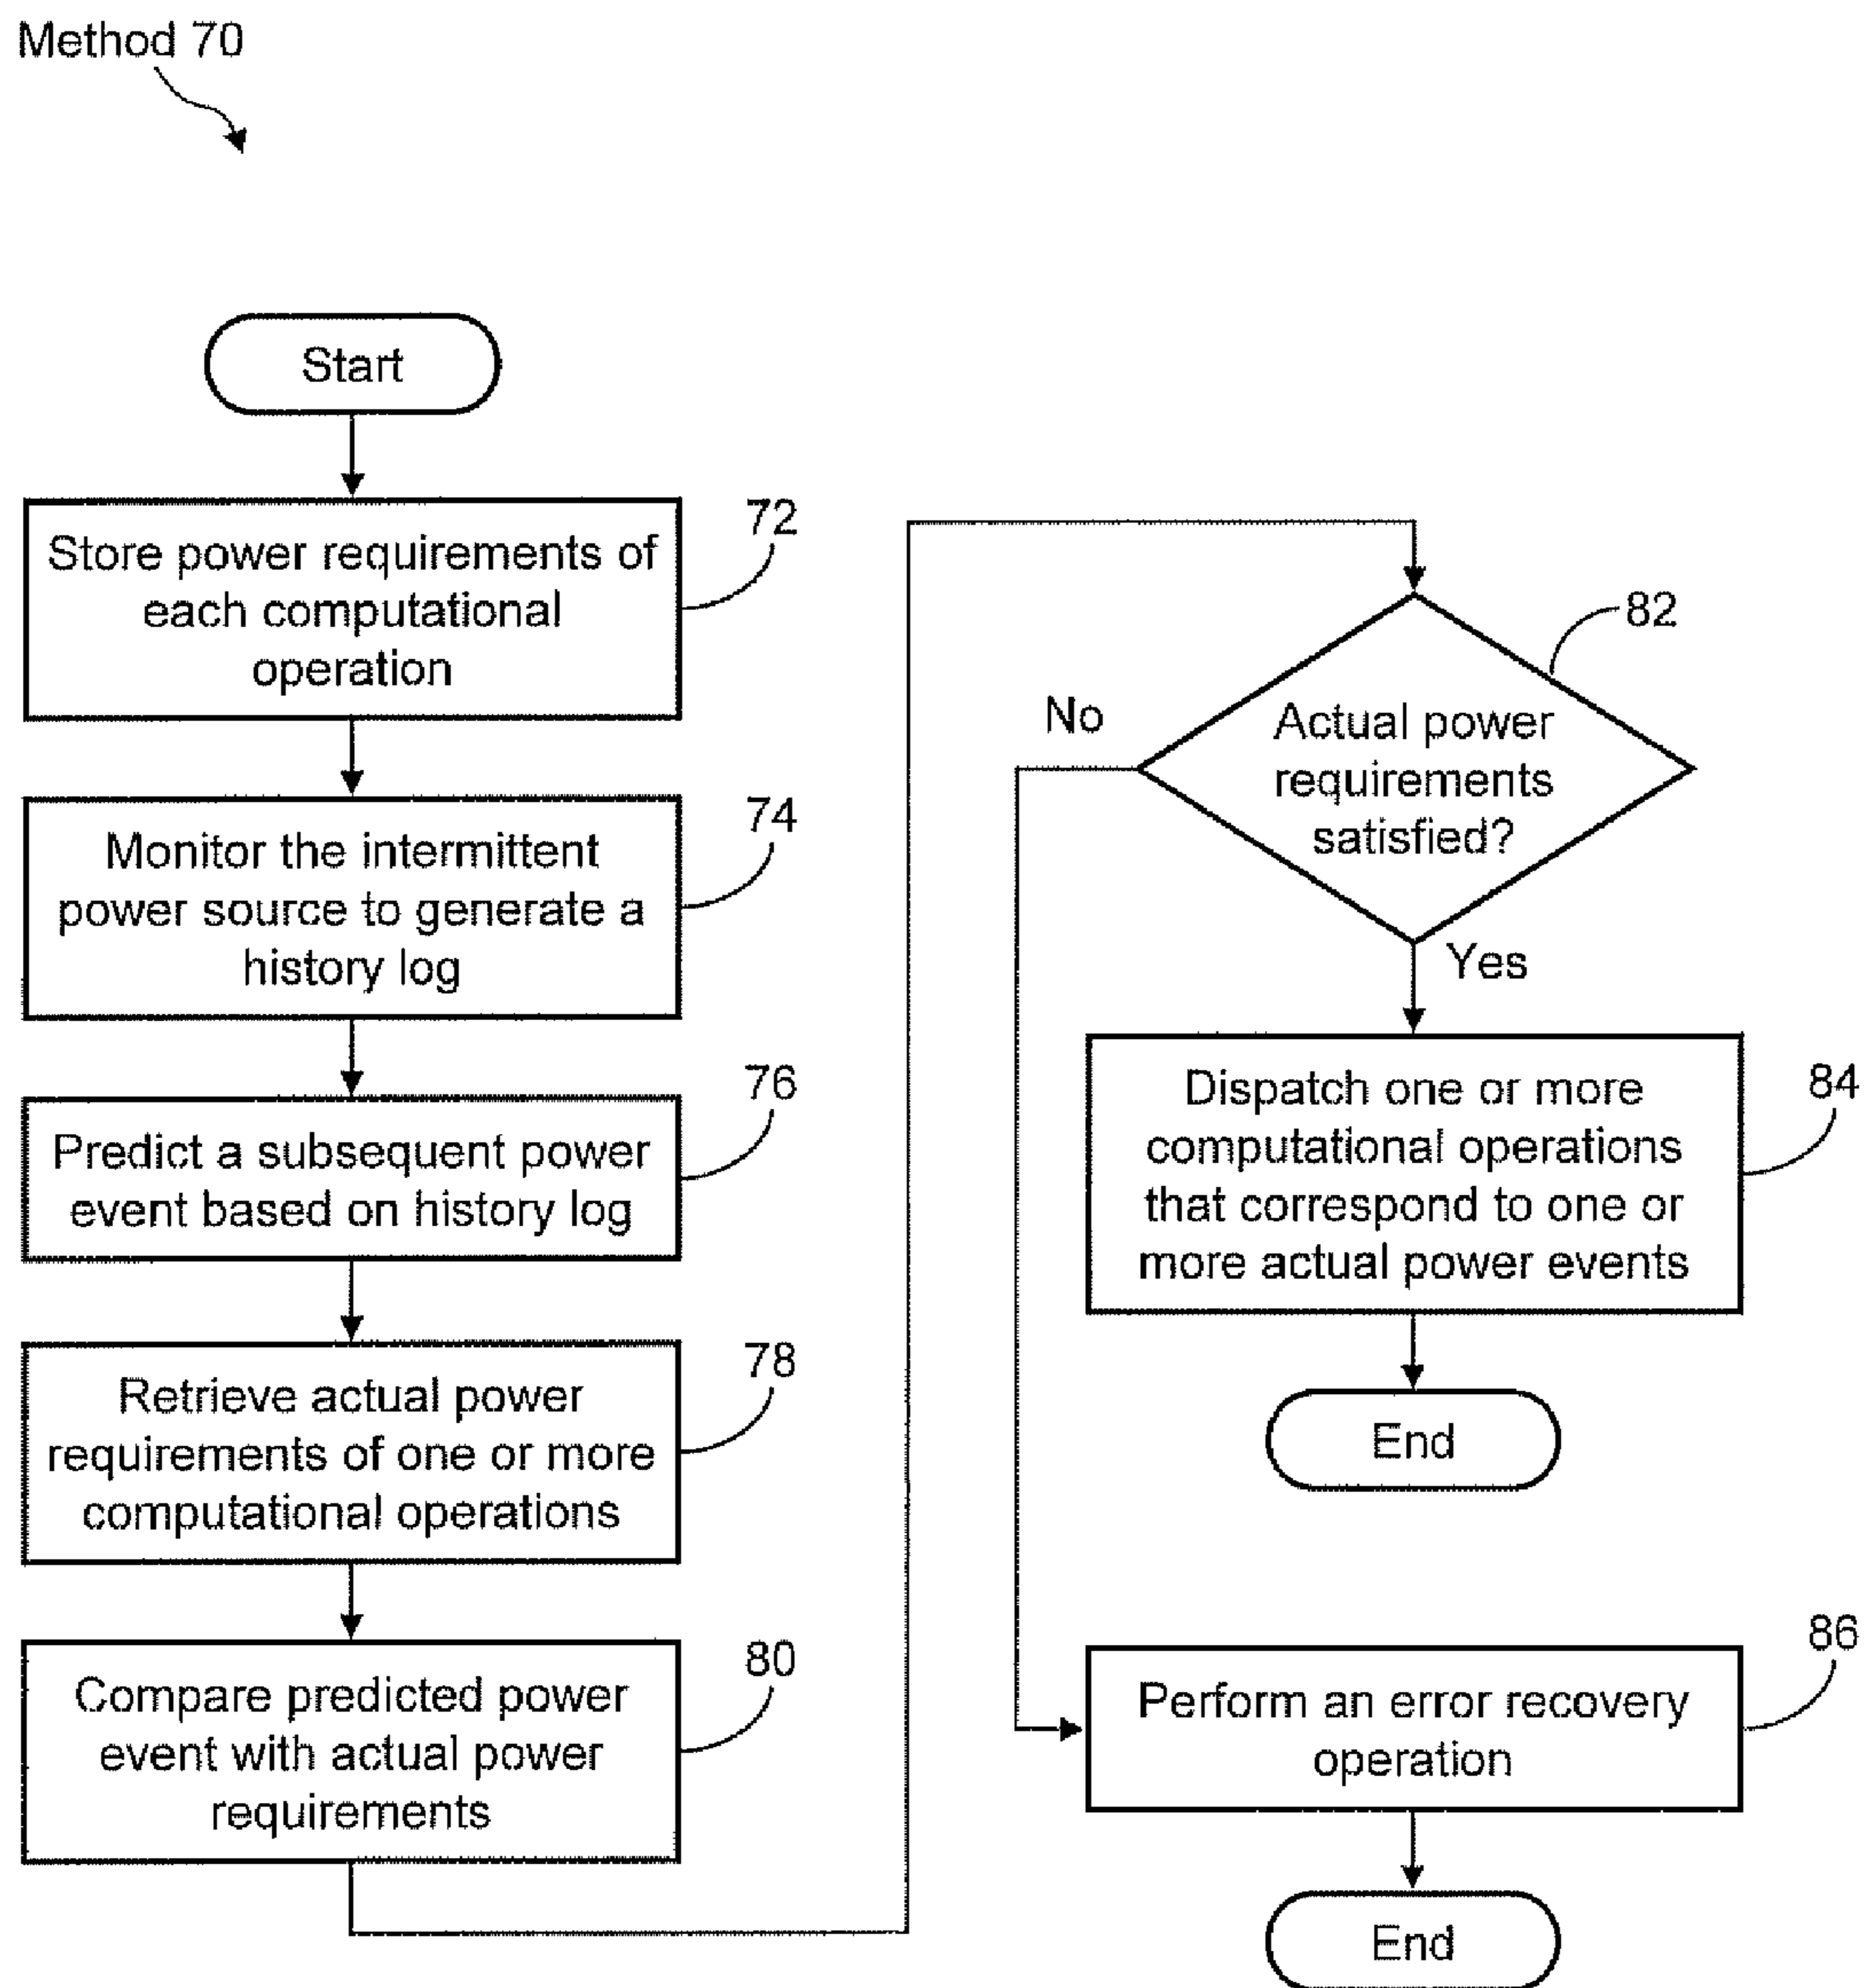 Method 70
Start
72
Store power requirements of
each computational
operation
74
Monitor the intermittent
power source to generate a
history log
76
Predict a subsequent power
event based on history log
78
Retrieve actual power
requirements of one or more
computational operations
80
Compare predicted power
event with actual power
requirements
82
Actual power
requirements
satisfied?
No
Yes
84
Dispatch one or more
computational operations
that correspond to one or
more actual power events
End
86
Perform an error recovery
operation
End